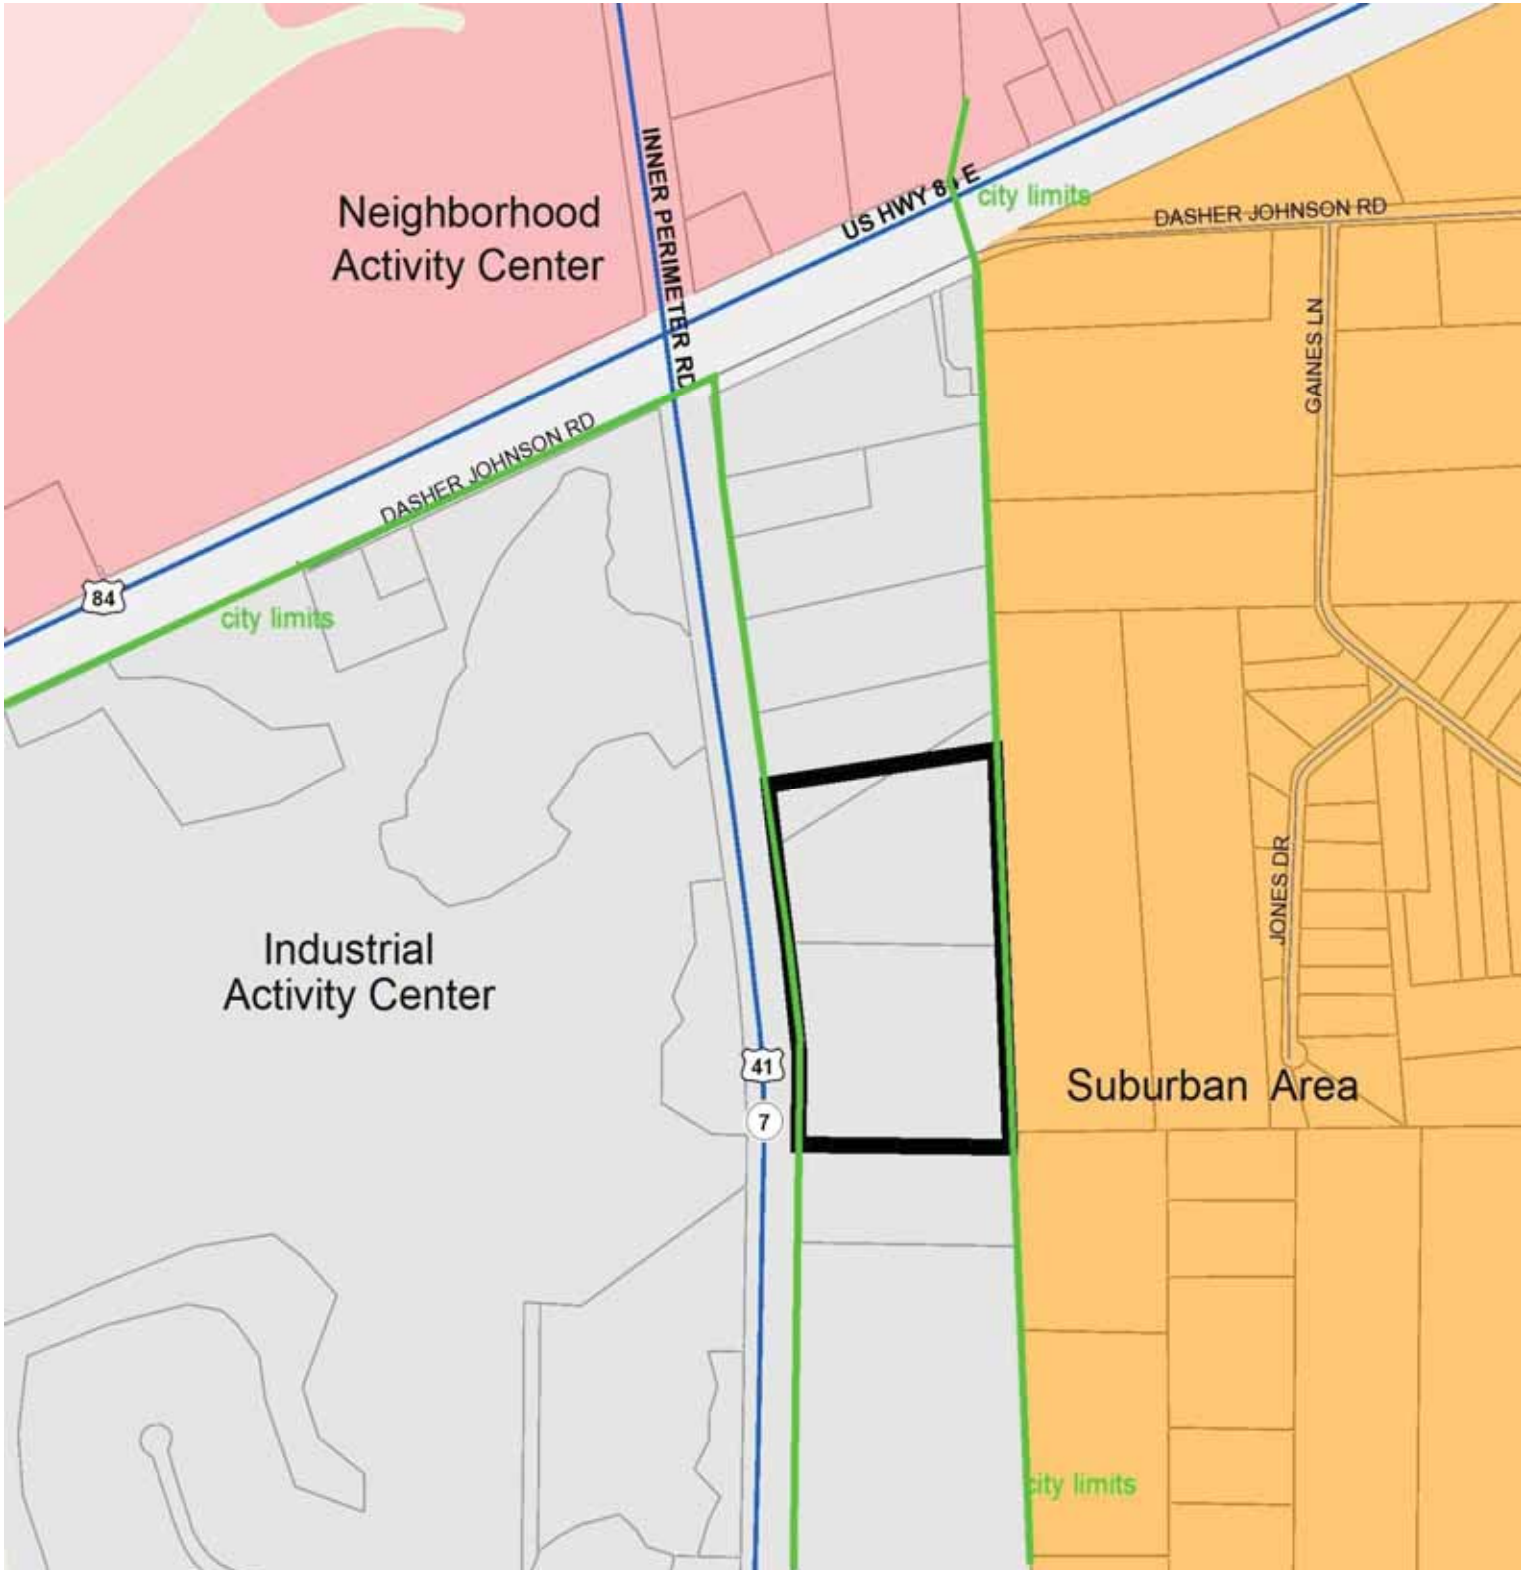 INNER PERIMETER RD
US HWY 84 E
city limits
DASHER JOHNSON RD
Neighborhood
Activity Center
GAINES LN
DASHER JOHNSON RD
84
city limits
JONES DR
Industrial
Activity Center
41
7
Suburban Area
city limits